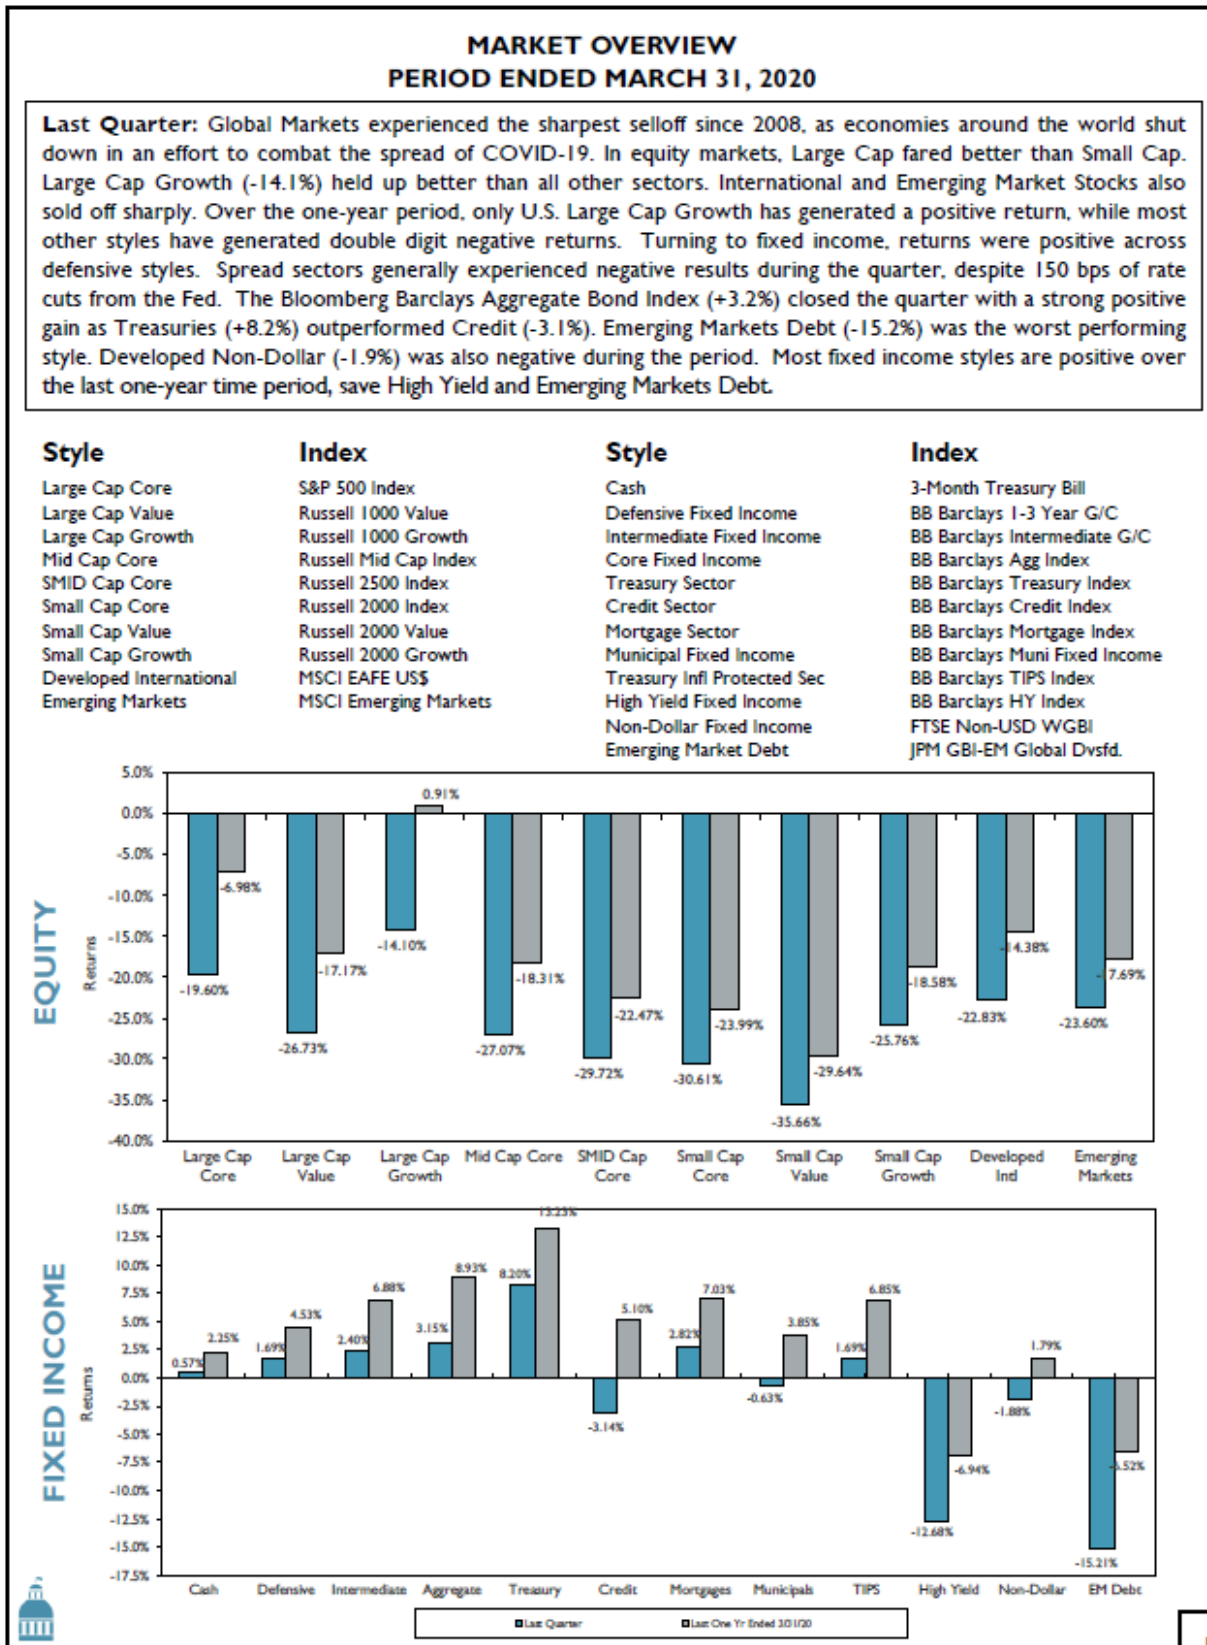 MARKET OVERVIEW
PERIOD ENDED MARCH 31, 2020
Last Quarter: Global Markets experienced the sharpest selloff since 2008, as economies around the world shut
down in an effort to combat the spread of COVID-19. In equity markets, Large Cap fared better than Small Cap.
Large Cap Growth (-14.1%) held up better than all other sectors. International and Emerging Market Stocks also
sold off sharply. Over the one-year period, only U.S. Large Cap Growth has generated a positive return, while most
other styles have generated double digit negative returns. Turning to fixed income, returns were positive across
defensive styles. Spread sectors generally experienced negative results during the quarter, despite 150 bps of rate
cuts from the Fed. The Bloomberg Barclays Aggregate Bond Index (+3.2%) closed the quarter with a strong positive
gain as Treasuries (+8.2%) outperformed Credit (-3.1%). Emerging Markets Debt (-15.2%) was the worst performing
style. Developed Non-Dollar (-1.9%) was also negative during the period. Most fixed income styles are positive over
the last one-year time period, save High Yield and Emerging Markets Debt.
Style Index Style Index
Large Cap Core S&P 500 Index Cash 3-Month Treasury Bill
Large Cap Value Russell 1000 Value Defensive Fixed Income BB Barclays 1-3 Year G/C
Large Cap Growth Russell 1000 Growth Intermediate Fixed Income BB Barclays Intermediate G/C
Mid Cap Core Russell Mid Cap Index Core Fixed Income BB Barclays Agg Index
SMID Cap Core Russell 2500 Index Treasury Sector BB Barclays Treasury Index
Small Cap Core Russell 2000 Index Credit Sector BB Barclays Credit Index
Small Cap Value Russell 2000 Value Mortgage Sector BB Barclays Mortgage Index
Small Cap Growth Russell 2000 Growth Municipal Fixed Income BB Barclays Muni Fixed Income
Developed International MSCI EAFE US$ Treasury Infl Protected Sec BB Barclays TIPS Index
Emerging Markets MSCI Emerging Markets High Yield Fixed Income BB Barclays HY Index
Non-Dollar Fixed Income FTSE Non-USD WGBI
Emerging Market Debt JPM GBI-EM Global Dvsfd.
EQUITY
Returns
5.0%
0.0%
-5.0%
-10.0%
-15.0%
-20.0%
-25.0%
-30.0%
-35.0%
-40.0%
-19.60% -6.98%
-26.73% -17.17%
-14.10% 0.91%
-27.07% -18.31%
-29.72% -22.47%
-30.61% -23.99%
-35.66% -29.64%
-25.76% -18.58%
-22.83% -14.38%
-23.60% -17.69%
Large Cap Large Cap Large Cap Mid Cap Core SMID Cap Small Cap Small Cap Small Cap Developed Emerging
Core Value Growth Core Core Value Growth Intl Markets
FIXED INCOME
Returns
15.0%
12.5%
10.0%
7.5%
5.0%
2.5%
0.0%
-2.5%
-5.0%
-7.5%
-10.0%
-12.5%
-15.0%
-17.5%
0.57% 2.25%
1.69% 4.53%
2.40% 6.88%
3.15% 8.93%
8.20%
-3.14% 5.10%
2.82% 7.03%
-0.63% 3.85%
1.69% 6.85%
-12.68% -6.94%
-1.88% 1.79%
-15.21% -6.52%
Cash Defensive Intermediate Aggregate Treasury Credit Mortgages Municipals TIPS High Yield Non-Dollar EM Debt
Last Quarter Last One Yr Ended 3/31/20